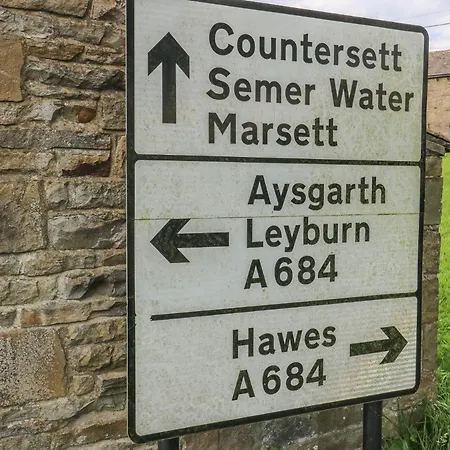 Countersett
Semer Water
Marsett
Aysgarth
Leyburn
A 684
Hawes
A 684